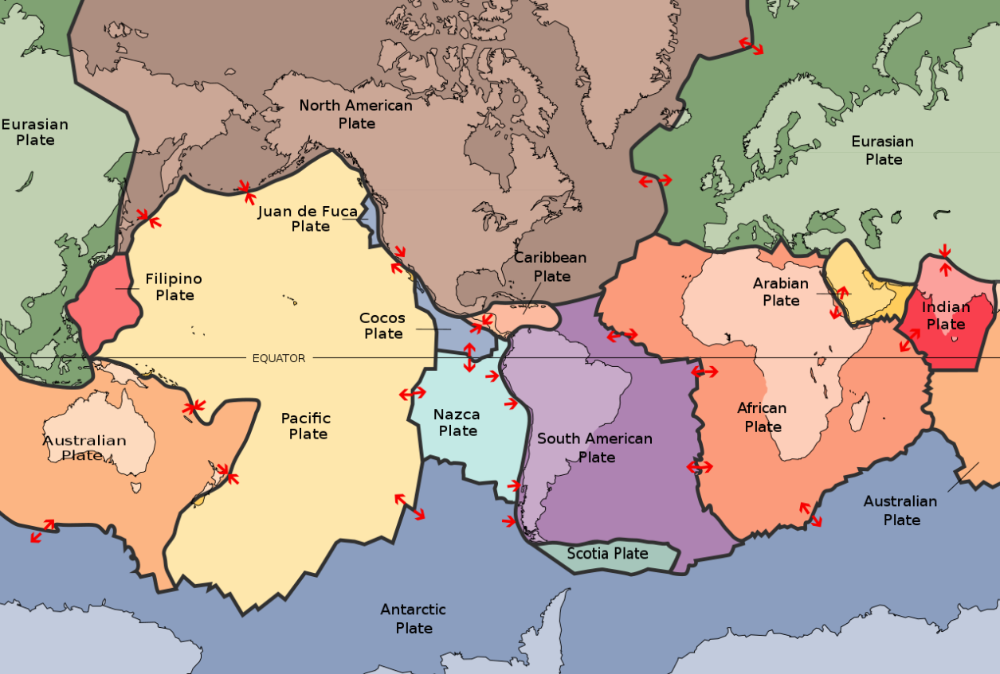 North American
Plate
Eurasian
Plate
Eurasian
Plate
Juan de Fuca
Plate
Caribbean
Plate
Filipino
Plate
Arabian
Plate
Indian
Plate
Cocos
Plate
EQUATOR
Pacific
Plate
Nazca
Plate
African
Plate
Australian
Plate
South American
Plate
Australian
Plate
Scotia Plate
Antarctic
Plate